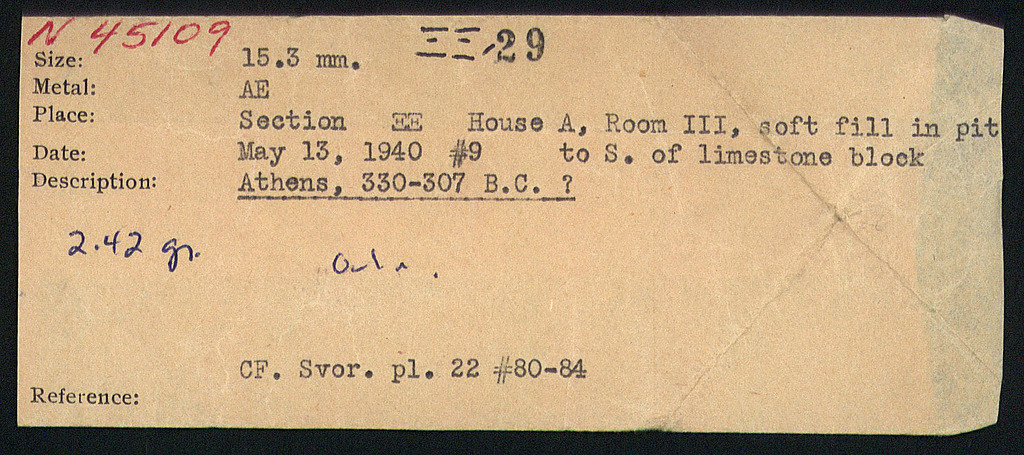 N 45109
ΞΞ-29
Size: 15.3 mm.
Metal: AE
Place: Section ΞΞ House A, Room III, soft fill in pit
Date: May 13, 1940 #9 to S. of limestone block
Description: Athens, 330-307 B.C. ?
2.42 gr.
CF. Svor. pl. 22 #80-84
Reference: